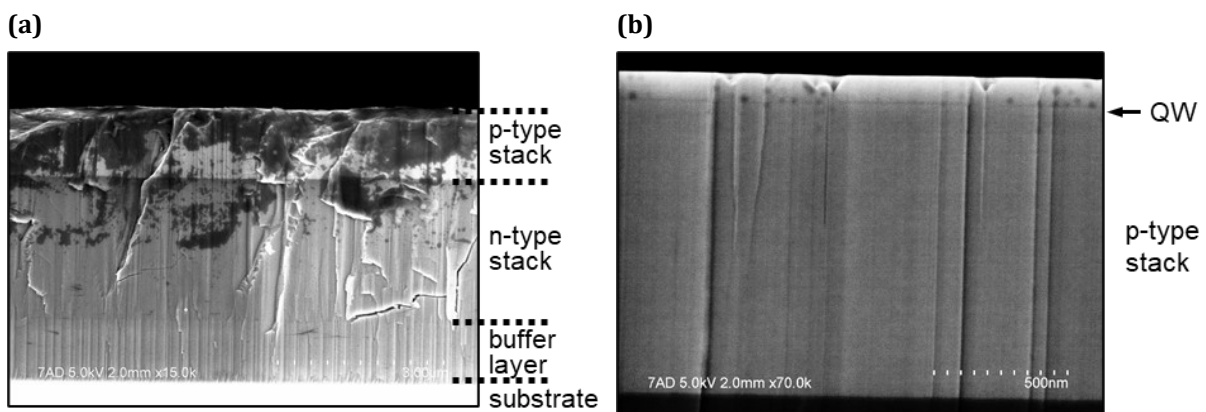 (a)
(b)
p-type
stack
n-type
stack
buffer
layer
substrate
7AD 5.0kV 2.0mm x15.0k
3.00um
QW
p-type
stack
7AD 5.0kV 2.0mm x70.0k
500nm